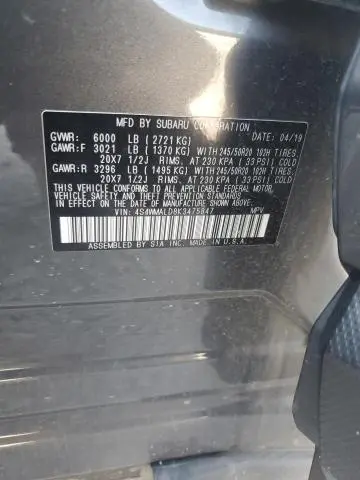 MFD BY SUBARU CORPORATION DATE: 04/19
GVWR: 6000 LB (2721 KG)
GAWR:F 3021 LB (1370 KG) WITH 245/50R20 102H TIRES,
20X7 1/2J RIMS, AT 230 KPA (33 PSI) COLD
GAWR:R 3296 LB (1495 KG) WITH 245/50R20 102H TIRES,
20X7 1/2J RIMS, AT 230 KPA (33 PSI) COLD
THIS VEHICLE CONFORMS TO ALL APPLICABLE FEDERAL MOTOR
VEHICLE SAFETY AND THEFT PREVENTION STANDARDS
IN EFFECT ON THE DATE OF MANUFACTURE SHOWN ABOVE.
VIN: 4S4WMALD8K3475847 MPV
ASSEMBLED BY SIA INC. MADE IN U.S.A.